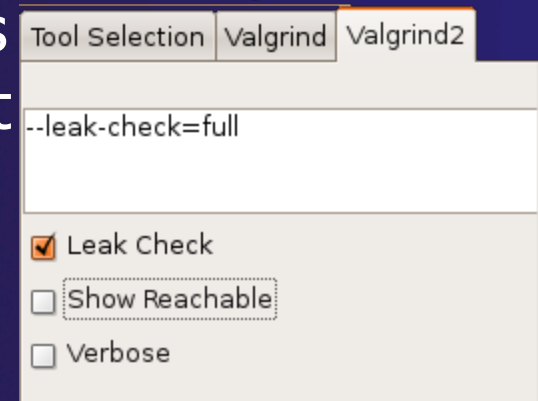 Tool Selection Valgrind Valgrind2
--leak-check=full
Leak Check
Show Reachable
Verbose